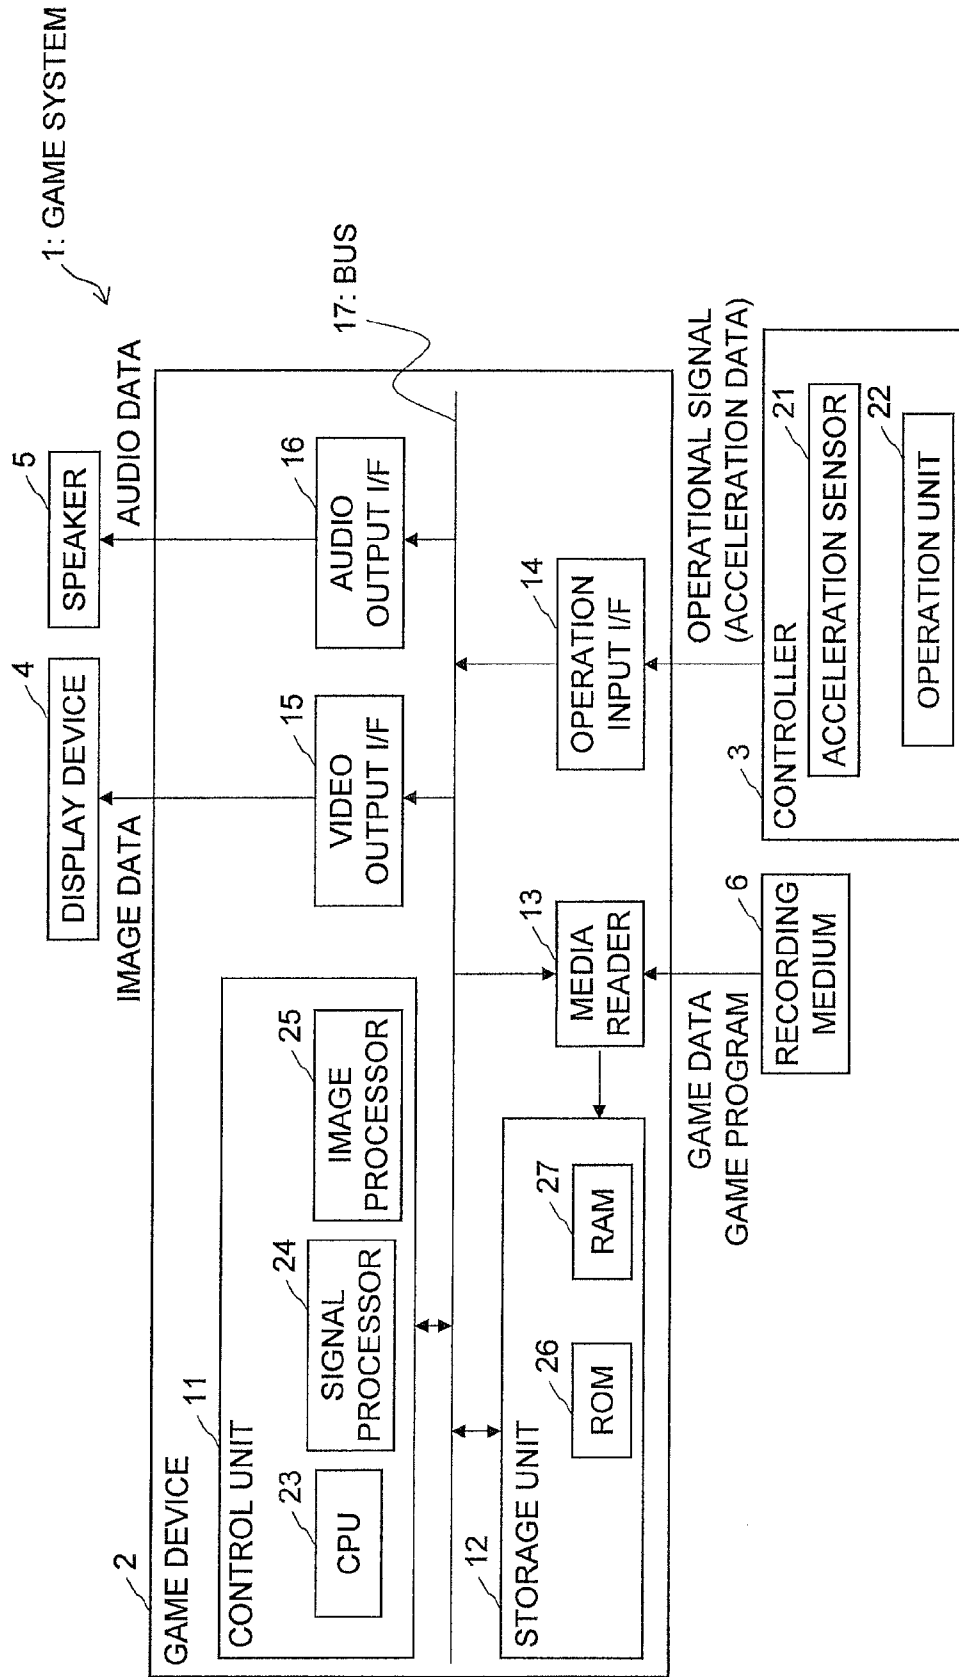 1: GAME SYSTEM
4
DISPLAY DEVICE
5
SPEAKER
IMAGE DATA
AUDIO DATA
2
GAME DEVICE
11
CONTROL UNIT
23
CPU
24
SIGNAL
PROCESSOR
25
IMAGE
PROCESSOR
15
VIDEO
OUTPUT I/F
16
AUDIO
OUTPUT I/F
17: BUS
12
STORAGE UNIT
26
ROM
27
RAM
13
MEDIA
READER
14
OPERATION
INPUT I/F
GAME DATA
GAME PROGRAM
OPERATIONAL SIGNAL
(ACCELERATION DATA)
6
RECORDING
MEDIUM
3
CONTROLLER
21
ACCELERATION SENSOR
22
OPERATION UNIT